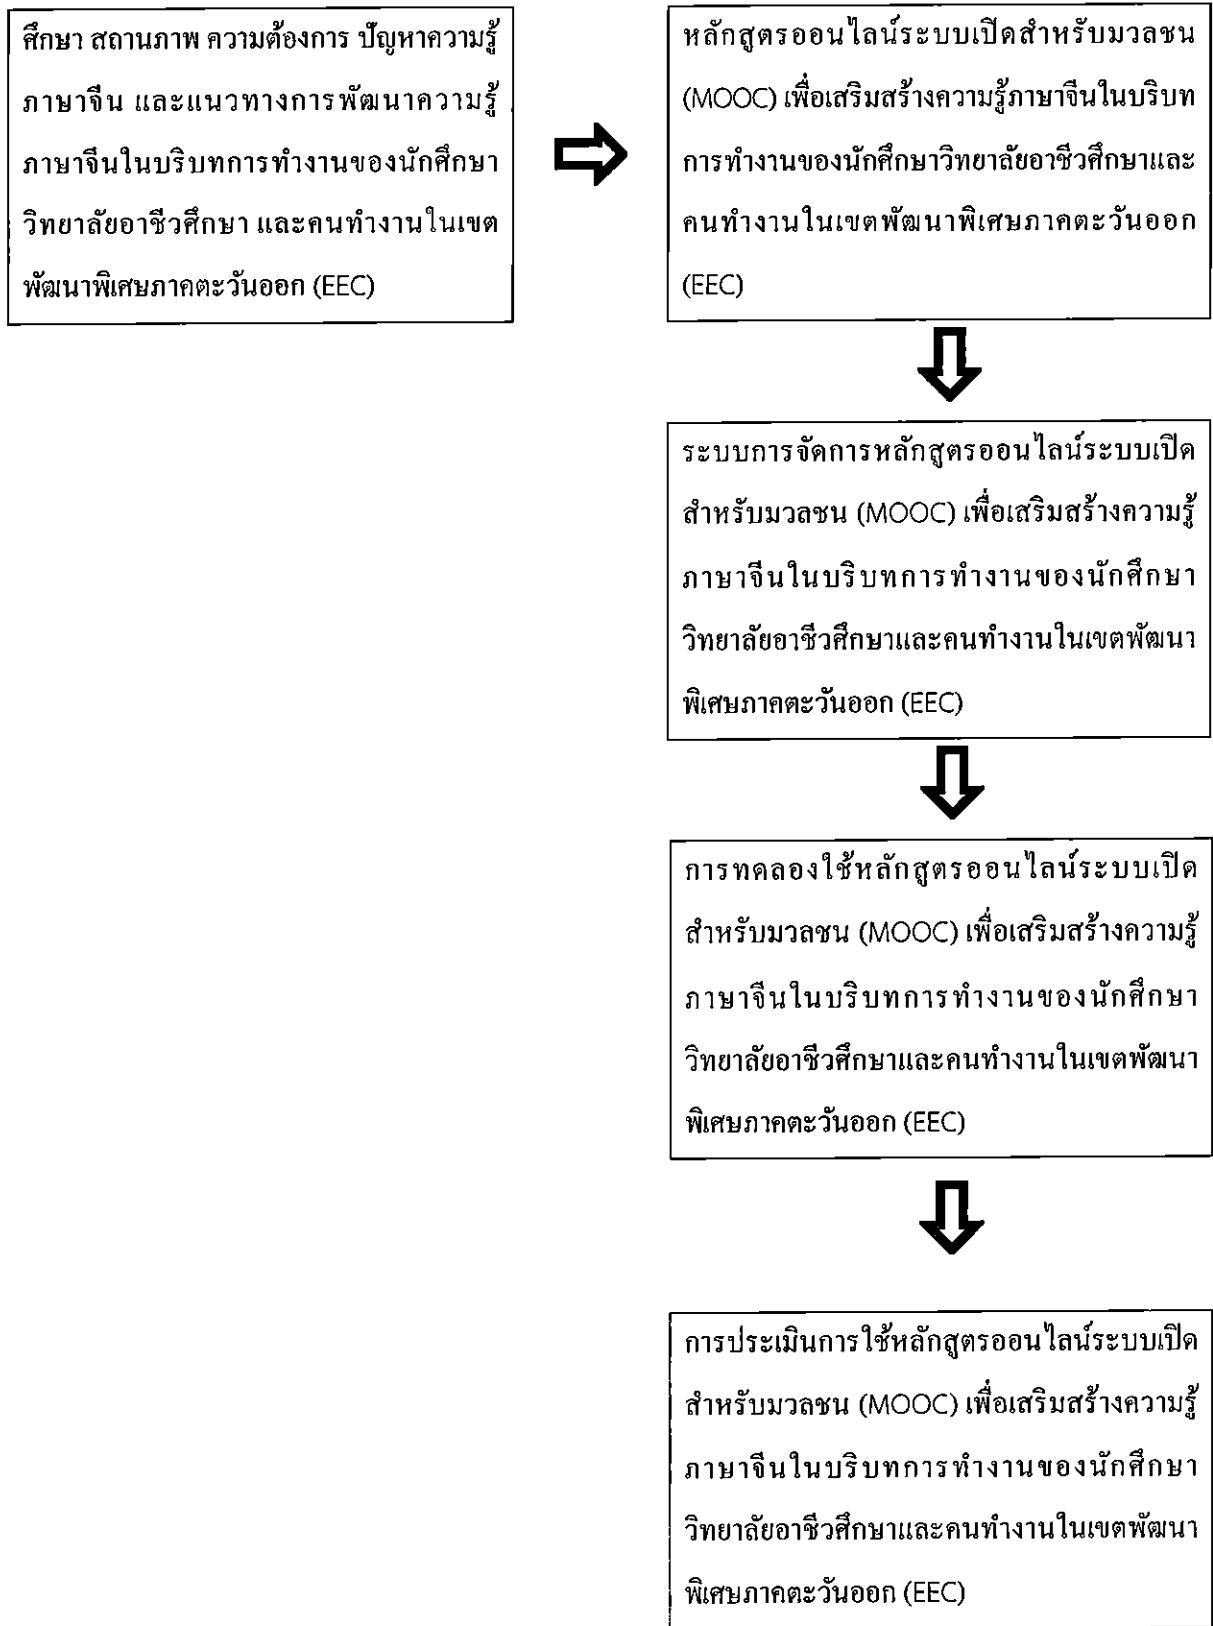 ศึกษา สถานภาพ ความต้องการ ปัญหาความรู้
ภาษาจีน และแนวทางการพัฒนาความรู้
ภาษาจีนในบริบทการทำงานของนักศึกษา
วิทยาลัยอาชีวศึกษา และคนทำงานในเขต
พัฒนาพิเศษภาคตะวันออก (EEC)
หลักสูตรออนไลน์ระบบเปิดสำหรับมวลชน
(MOOC) เพื่อเสริมสร้างความรู้ภาษาจีนในบริบท
การทำงานของนักศึกษาวิทยาลัยอาชีวศึกษาและ
คนทำงานในเขตพัฒนาพิเศษภาคตะวันออก
(EEC)
ระบบการจัดการหลักสูตรออนไลน์ระบบเปิด
สำหรับมวลชน (MOOC) เพื่อเสริมสร้างความรู้
ภาษาจีนในบริบทการทำงานของนักศึกษา
วิทยาลัยอาชีวศึกษาและคนทำงานในเขตพัฒนา
พิเศษภาคตะวันออก (EEC)
การทดลองใช้หลักสูตรออนไลน์ระบบเปิด
สำหรับมวลชน (MOOC) เพื่อเสริมสร้างความรู้
ภาษาจีนในบริบทการทำงานของนักศึกษา
วิทยาลัยอาชีวศึกษาและคนทำงานในเขตพัฒนา
พิเศษภาคตะวันออก (EEC)
การประเมินการใช้หลักสูตรออนไลน์ระบบเปิด
สำหรับมวลชน (MOOC) เพื่อเสริมสร้างความรู้
ภาษาจีนในบริบทการทำงานของนักศึกษา
วิทยาลัยอาชีวศึกษาและคนทำงานในเขตพัฒนา
พิเศษภาคตะวันออก (EEC)